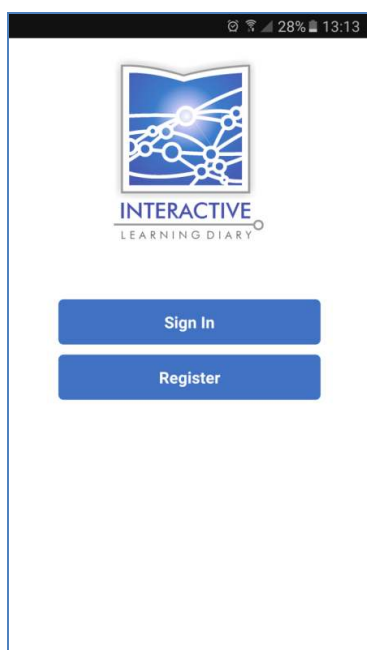 28% 13:13
INTERACTIVE
LEARNING DIARY
Sign In
Register